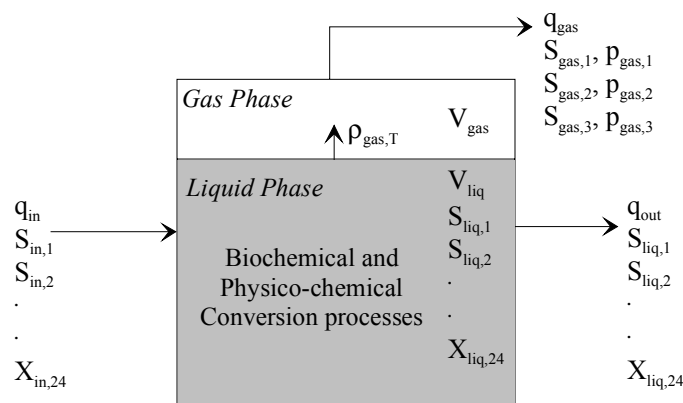 q_gas
S_gas,1, p_gas,1
S_gas,2, p_gas,2
S_gas,3, p_gas,3
Gas Phase
V_gas
ρ_gas,T
Liquid Phase
V_liq
S_liq,1
S_liq,2
.
.
X_liq,24
q_in
S_in,1
S_in,2
.
.
X_in,24
Biochemical and
Physico-chemical
Conversion processes
q_out
S_liq,1
S_liq,2
.
.
X_liq,24